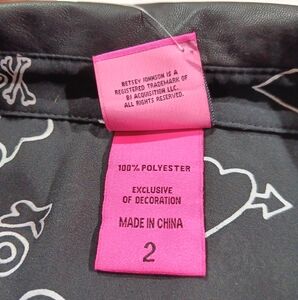 BETSEY JOHNSON IS A
REGISTERED TRADEMARK OF
BJ ACQUISITION LLC.
ALL RIGHTS RESERVED.
100% POLYESTER
EXCLUSIVE
OF DECORATION
MADE IN CHINA
2